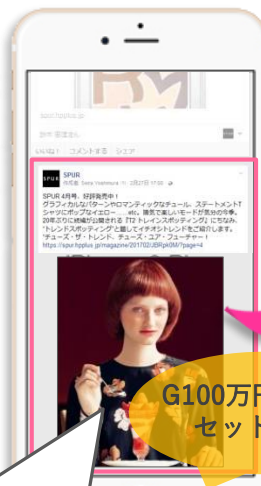 spur.hpplus.jp
いいね！ コメントする シェア
SPUR
SPUR
SPUR 4月号、好評発売中！
グラフィカルなパターンやロマンティックなチュール、ステートメントT
シャツにポップなイエロー……etc。陽気で楽しいモードが気分の今季。
20年ぶりに続編が公開される『T2 トレインスポッティング』にちなみ、
"トレンドスポッティング"と題してイチオシトレンドをご紹介します。
"チューズ・ザ・トレンド、チューズ・ユア・フューチャー！
https://spur.hpplus.jp/magazine/201702/JBRpk0M/?page=4
G100万円
セット